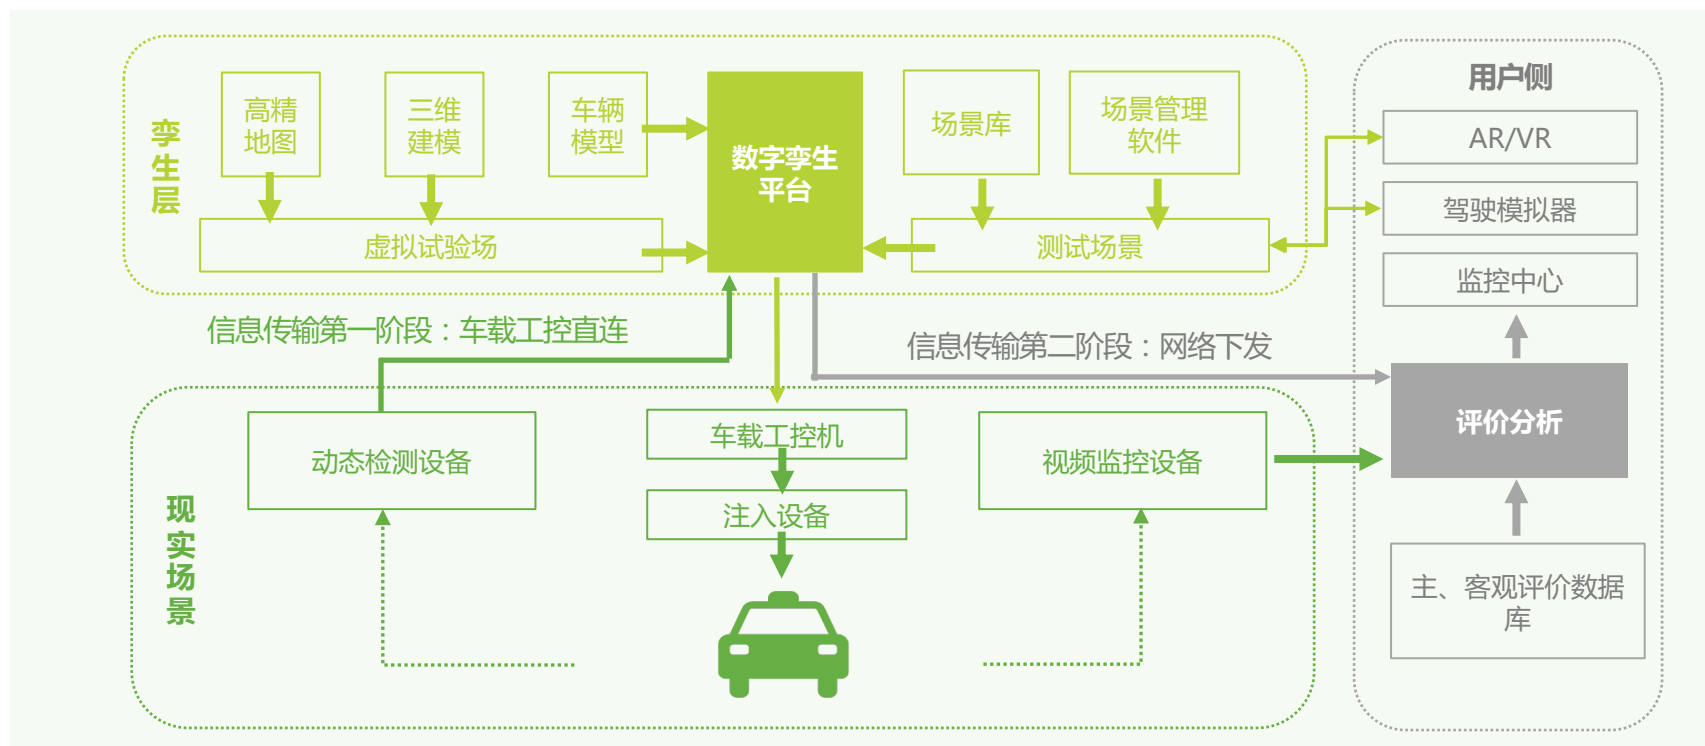 孪
生
层
高精
地图
三维
建模
车辆
模型
数字孪生
平台
场景库
场景管理
软件
虚拟试验场
测试场景
用户侧
AR/VR
驾驶模拟器
监控中心
信息传输第一阶段：车载工控直连
信息传输第二阶段：网络下发
评价分析
现
实
场
景
动态检测设备
车载工控机
注入设备
视频监控设备
主、客观评价数据
库